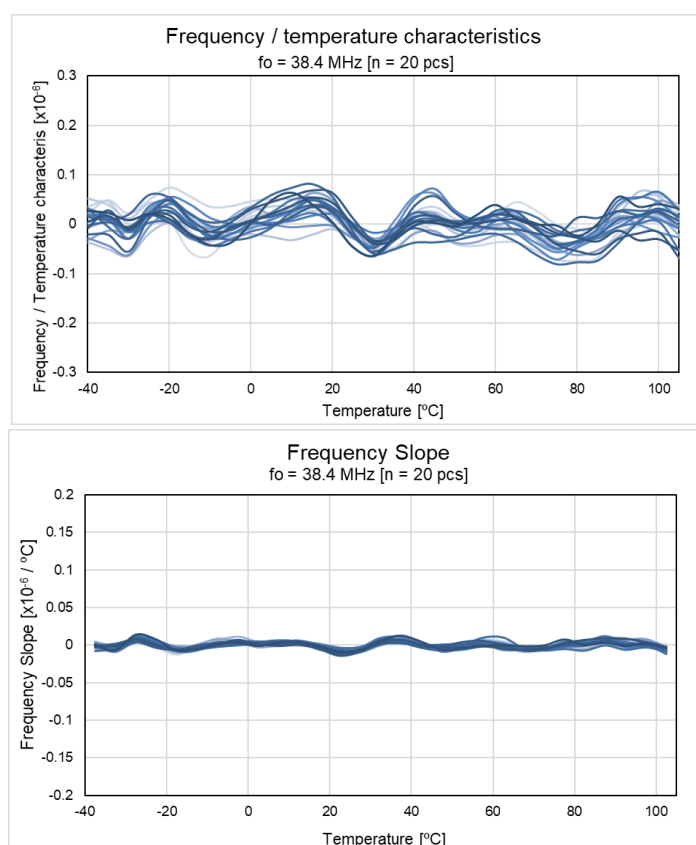 Frequency / temperature characteristics
fo = 38.4 MHz [n = 20 pcs]
Frequency / Temperature characteris [x10⁻⁶]
0.3
0.2
0.1
0
-0.1
-0.2
-0.3
-40 -20 0 20 40 60 80 100
Temperature [ºC]
Frequency Slope
fo = 38.4 MHz [n = 20 pcs]
Frequency Slope [x10⁻⁶ / ºC]
0.2
0.15
0.1
0.05
0
-0.05
-0.1
-0.15
-0.2
-40 -20 0 20 40 60 80 100
Temperature [ºC]